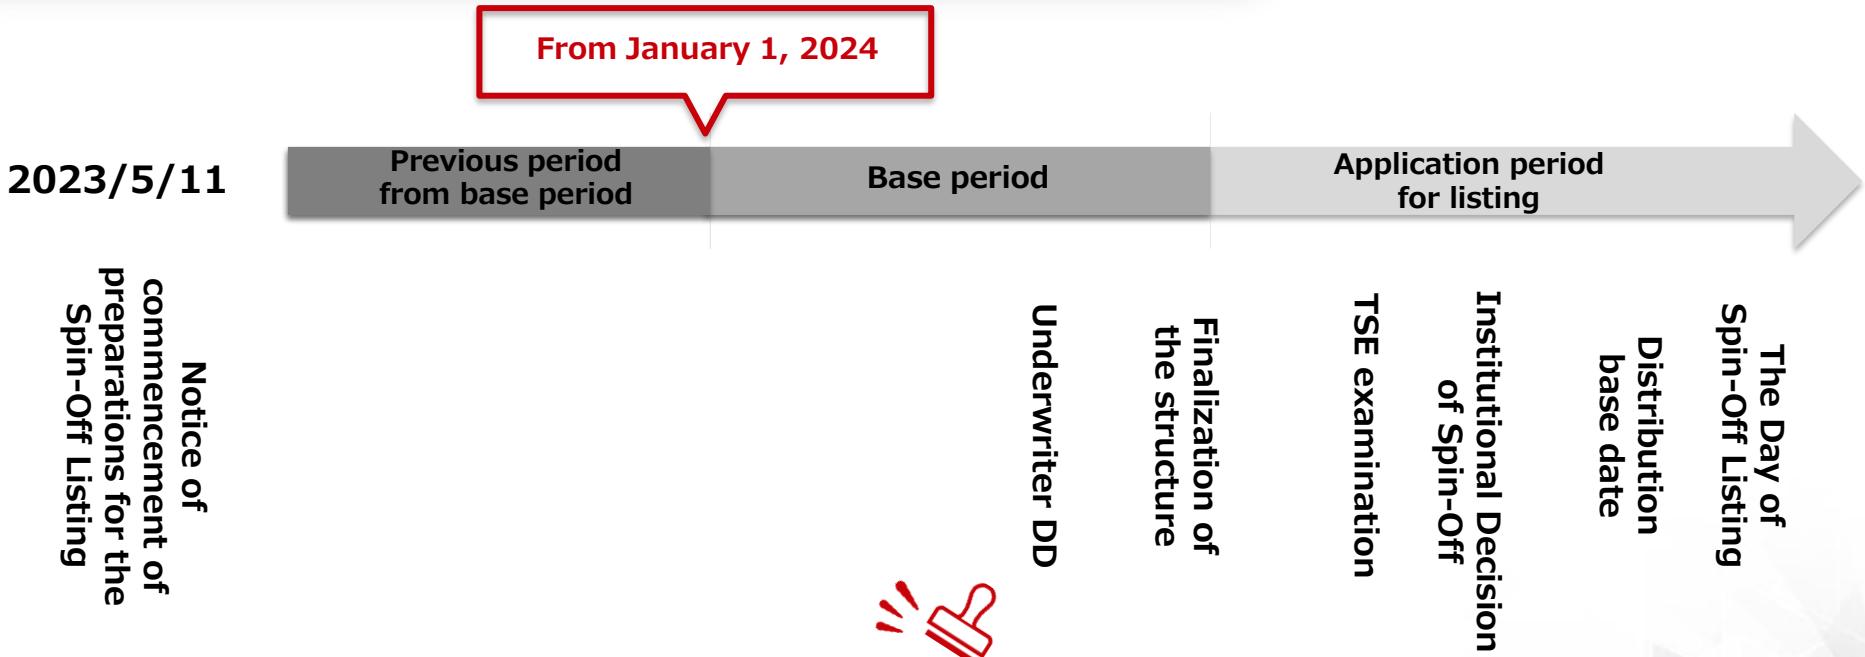 From January 1, 2024
2023/5/11
Previous period
from base period
Base period
Application period
for listing
Notice of
commencement of
preparations for the
Spin-Off Listing
Underwriter DD
Finalization of
the structure
TSE examination
Institutional Decision
of Spin-Off
Distribution
base date
The Day of
Spin-Off Listing